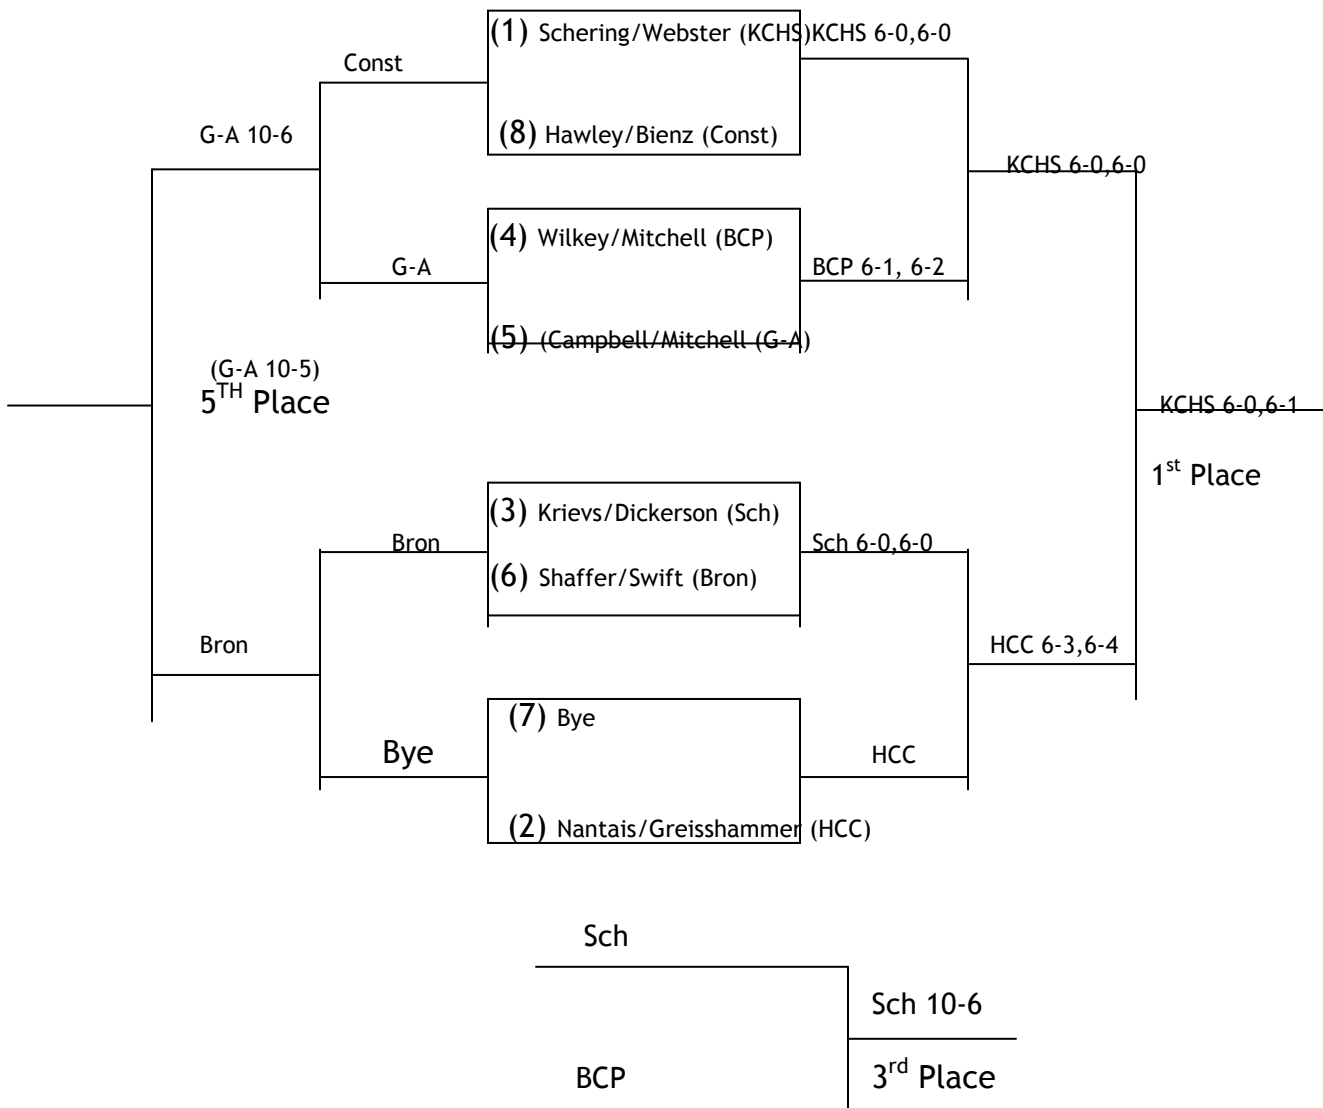 (1) Schering/Webster (KCHS)KCHS 6-0,6-0
Const
G-A 10-6
(8) Hawley/Bienz (Const)
KCHS 6-0,6-0
(4) Wilkey/Mitchell (BCP)
G-A
BCP 6-1, 6-2
(5) (Campbell/Mitchell (G-A)
(G-A 10-5)
5TH Place
KCHS 6-0,6-1
1st Place
(3) Krievs/Dickerson (Sch)
Bron
Sch 6-0,6-0
(6) Shaffer/Swift (Bron)
Bron
HCC 6-3,6-4
(7) Bye
Bye
HCC
(2) Nantais/Greisshammer (HCC)
Sch
Sch 10-6
BCP
3rd Place